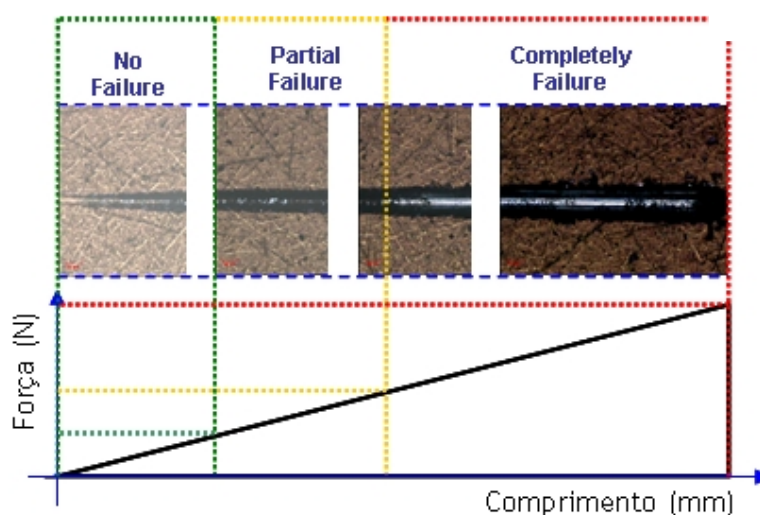 No
Failure
Partial
Failure
Completely
Failure
Força (N)
Comprimento (mm)